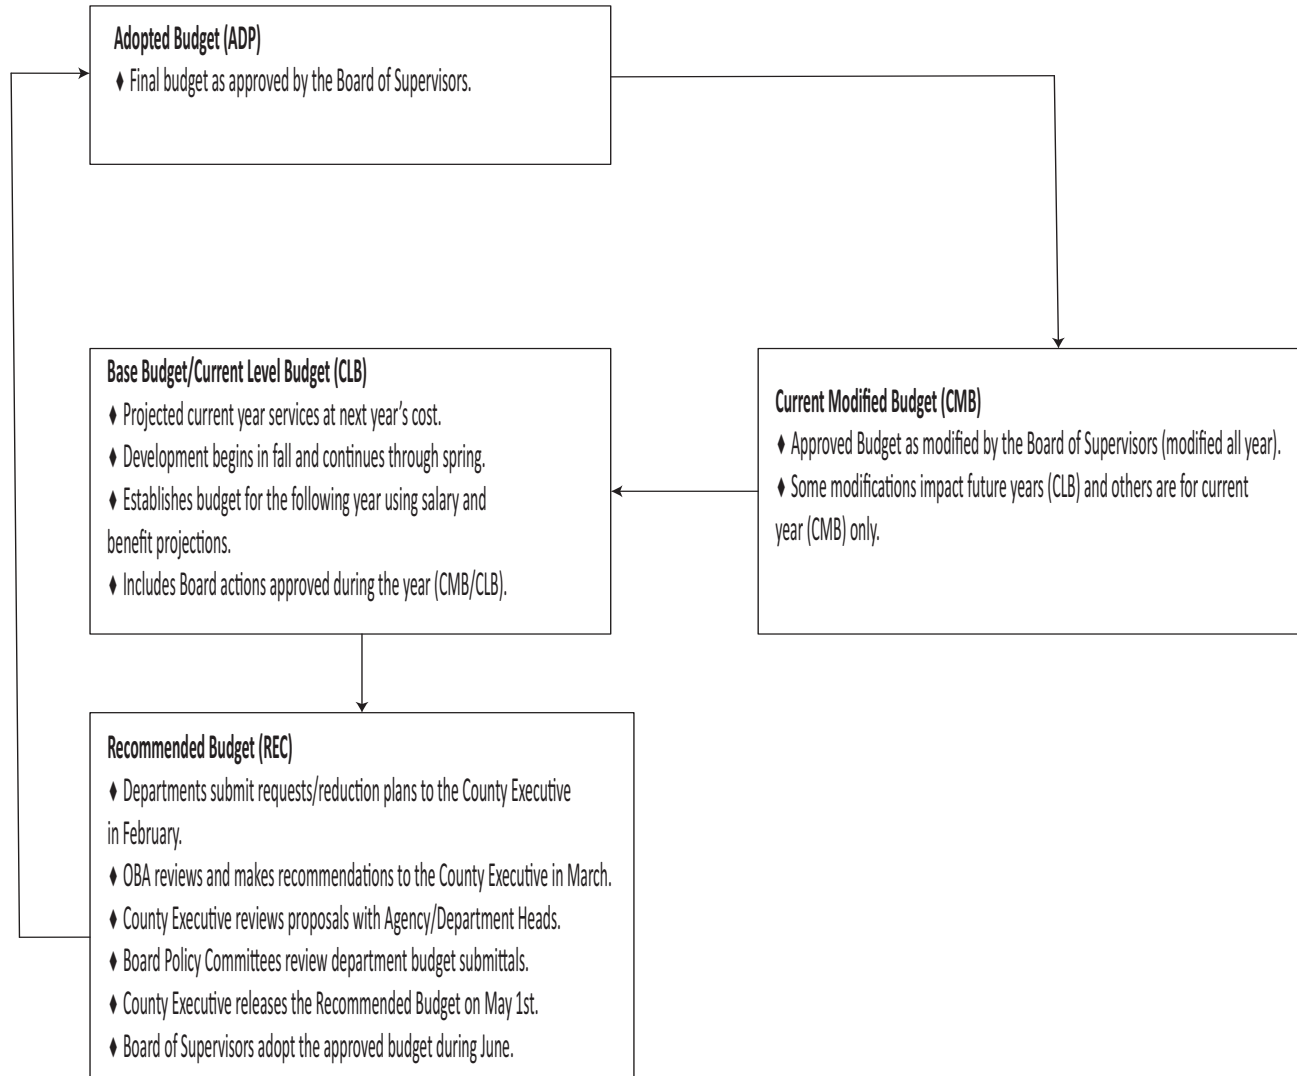 Adopted Budget (ADP)
♦ Final budget as approved by the Board of Supervisors.
Base Budget/Current Level Budget (CLB)
♦ Projected current year services at next year’s cost.
♦ Development begins in fall and continues through spring.
♦ Establishes budget for the following year using salary and
benefit projections.
♦ Includes Board actions approved during the year (CMB/CLB).
Current Modified Budget (CMB)
♦ Approved Budget as modified by the Board of Supervisors (modified all year).
♦ Some modifications impact future years (CLB) and others are for current
year (CMB) only.
Recommended Budget (REC)
♦ Departments submit requests/reduction plans to the County Executive
in February.
♦ OBA reviews and makes recommendations to the County Executive in March.
♦ County Executive reviews proposals with Agency/Department Heads.
♦ Board Policy Committees review department budget submittals.
♦ County Executive releases the Recommended Budget on May 1st.
♦ Board of Supervisors adopt the approved budget during June.